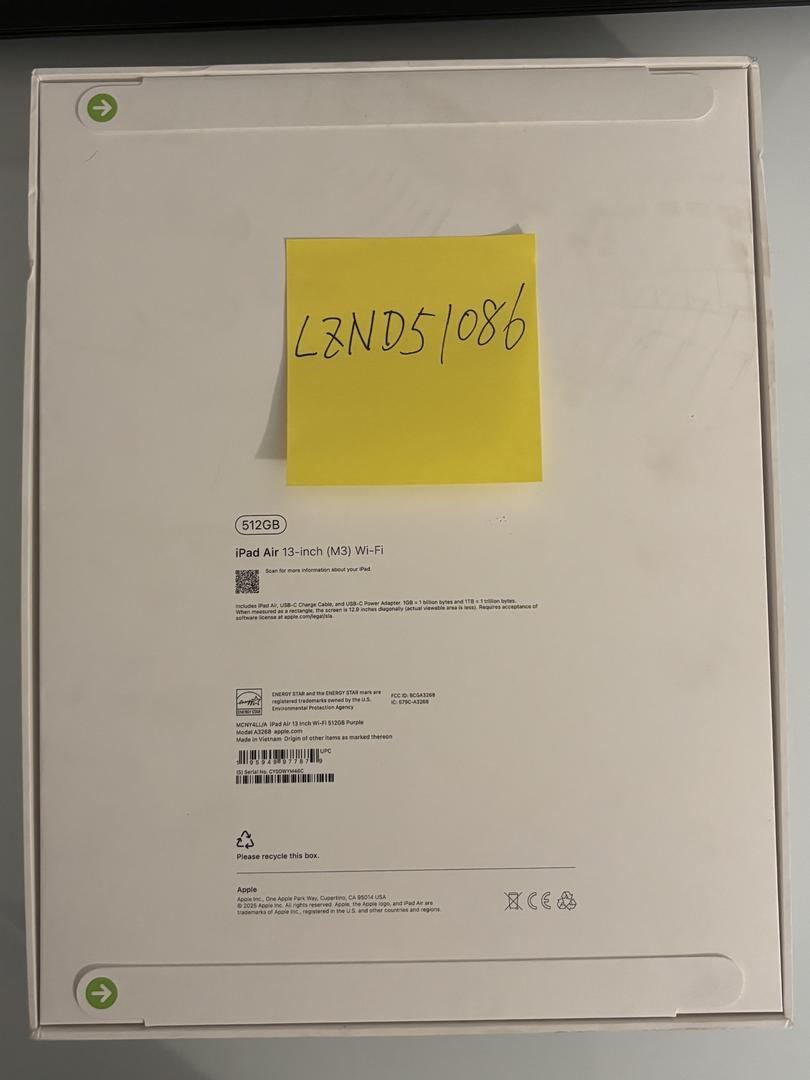 LZND51086
512GB
iPad Air 13-inch (M3) Wi-Fi
Scan for more information about your iPad.
Includes iPad Air, USB-C Charge Cable, and USB-C Power Adapter. 1GB = 1 billion bytes and 1TB = 1 trillion bytes.
When measured as a rectangle, the screen is 12.9 inches diagonally (actual viewable area is less). Requires acceptance of
software license at apple.com/legal/sla.
ENERGY STAR
ENERGY STAR and the ENERGY STAR mark are
registered trademarks owned by the U.S.
Environmental Protection Agency
FCC ID: BCGA3268
IC: 579C-A3268
MCNY4LL/A iPad Air 13 Inch Wi-Fi 512GB Purple
Model A3268 apple.com
Made in Vietnam Origin of other items as marked thereon
UPC
(S) Serial No.
Please recycle this box.
Apple
Apple Inc., One Apple Park Way, Cupertino, CA 95014 USA
© 2025 Apple Inc. All rights reserved. Apple, the Apple logo, and iPad Air are
trademarks of Apple Inc., registered in the U.S. and other countries and regions.
CE